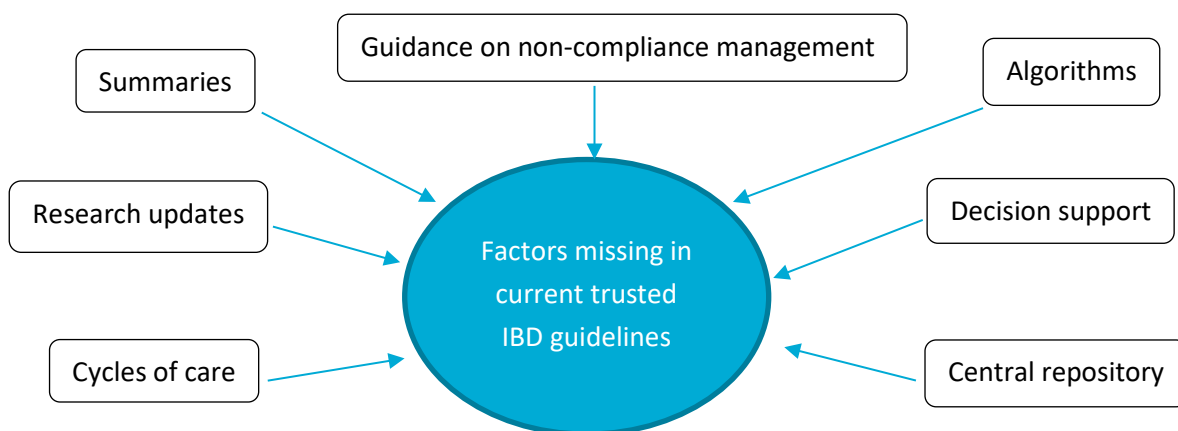 Guidance on non-compliance management
Summaries
Algorithms
Research updates
Decision support
Factors missing in
current trusted
IBD guidelines
Cycles of care
Central repository